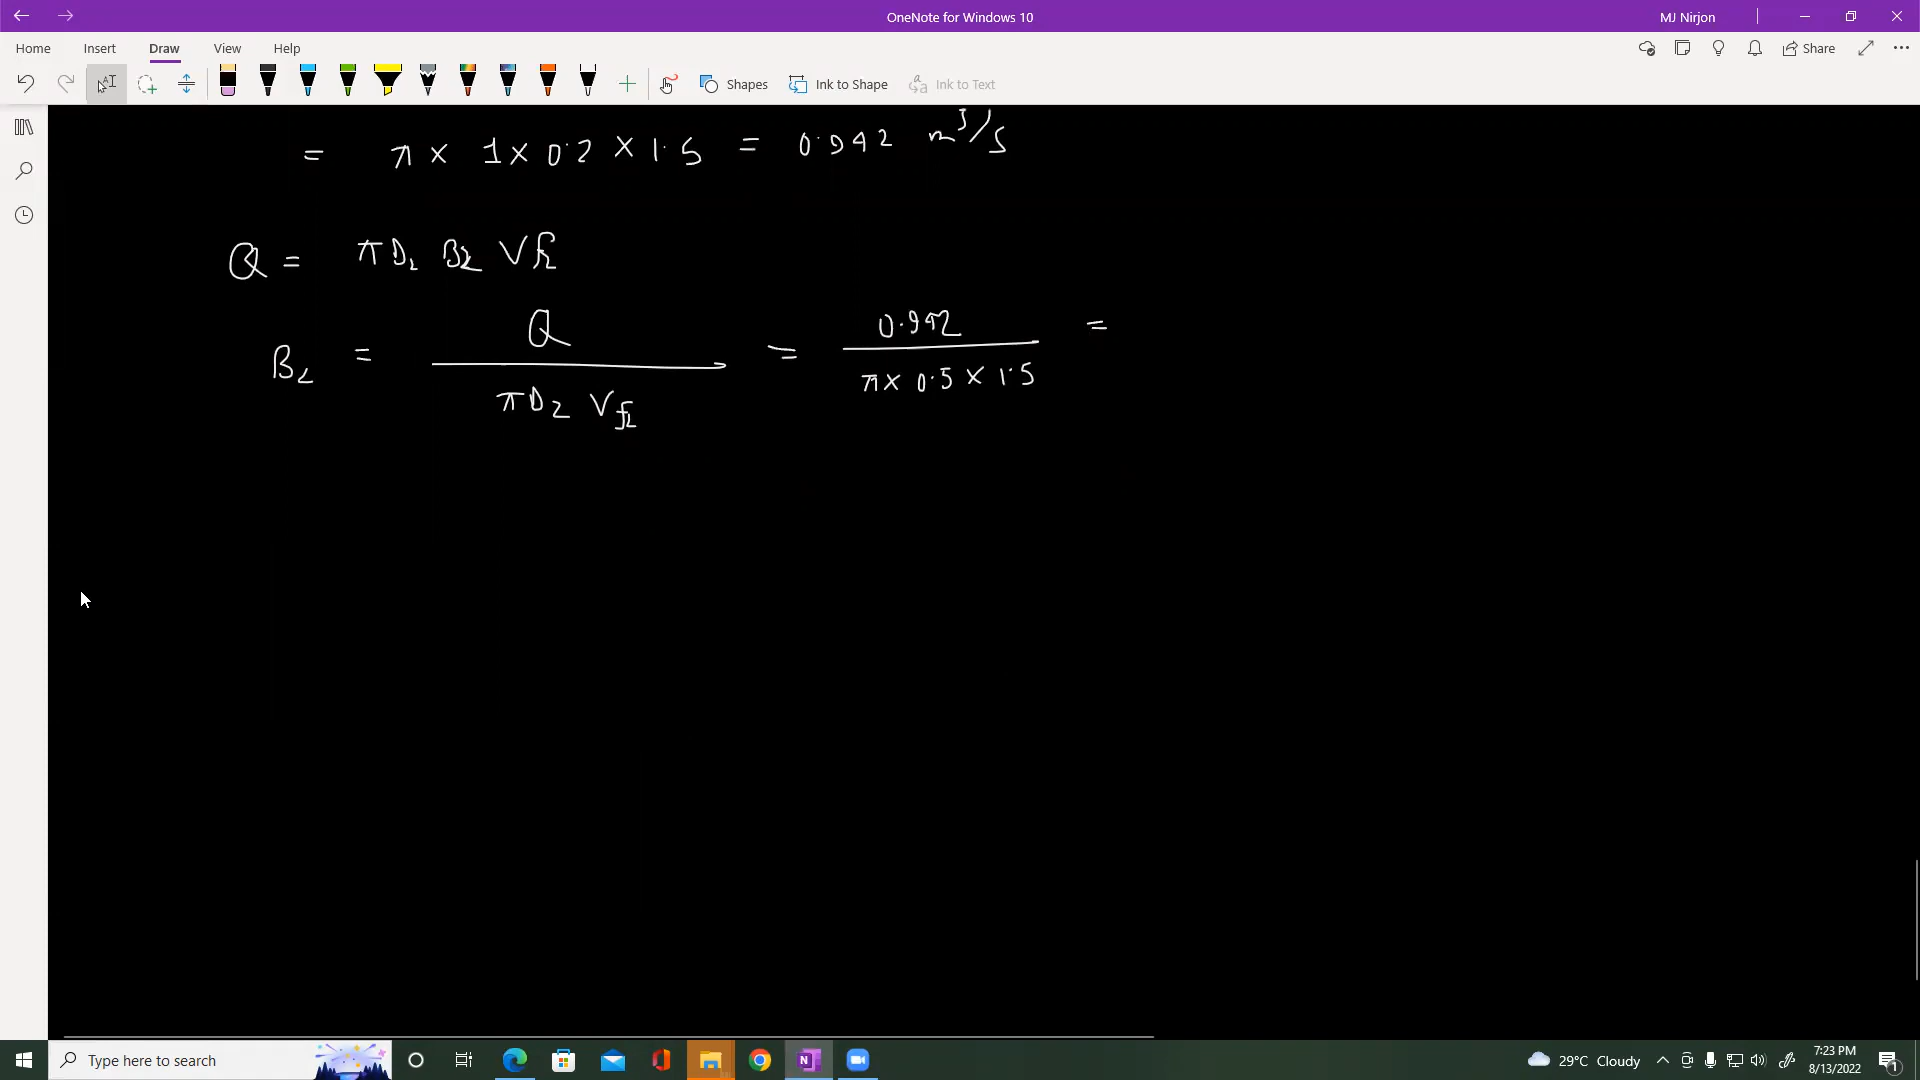 OneNote for Windows 10
MJ Nirjon
Home Insert Draw View Help
Share
Shapes Ink to Shape Ink to Text
= π × 1 × 0.2 × 1.5 = 0.942 m³/s
Q = πD₂ B₂ Vf₂
B₂ = Q / πD₂ Vf₂ = 0.942 / π × 0.5 × 1.5 =
Type here to search
29°C Cloudy
7:23 PM
8/13/2022
1